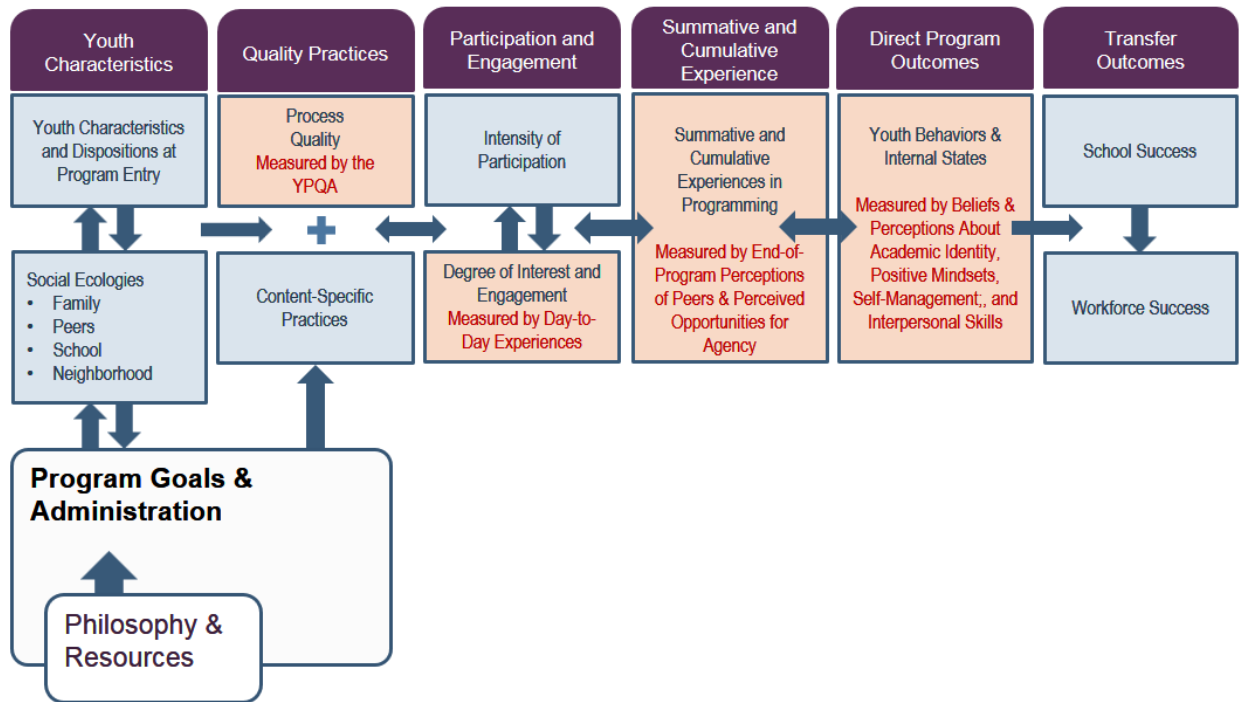 Youth
Characteristics
Quality Practices
Participation and
Engagement
Summative and
Cumulative
Experience
Direct Program
Outcomes
Transfer
Outcomes
Youth Characteristics
and Dispositions at
Program Entry
Process
Quality
Measured by the
YPQA
Intensity of
Participation
Summative and
Cumulative
Experiences in
Programming
Measured by End-of-
Program Perceptions
of Peers & Perceived
Opportunities for
Agency
Youth Behaviors &
Internal States
Measured by Beliefs &
Perceptions About
Academic Identity,
Positive Mindsets,
Self-Management;, and
Interpersonal Skills
School Success
Social Ecologies
• Family
• Peers
• School
• Neighborhood
Content-Specific
Practices
Degree of Interest and
Engagement
Measured by Day-to-
Day Experiences
Workforce Success
Program Goals &
Administration
Philosophy &
Resources